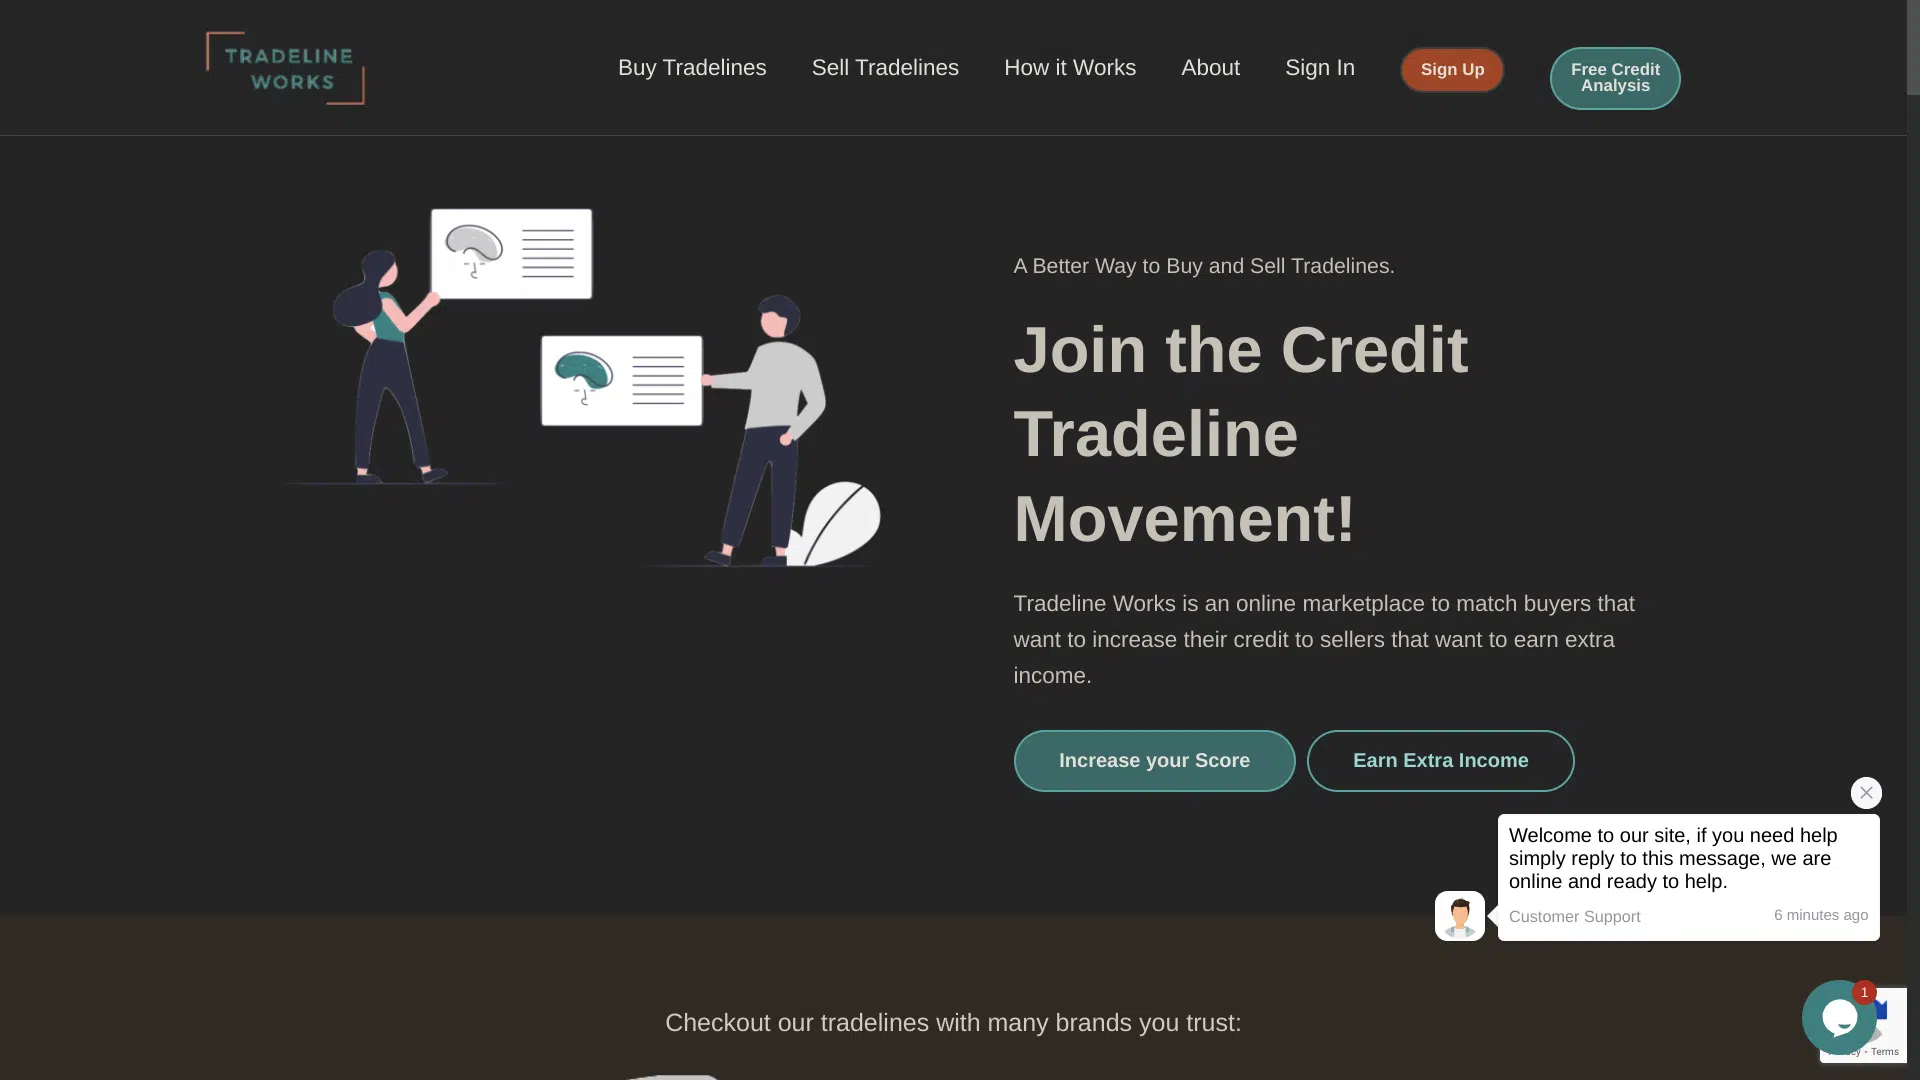 TRADELINE
WORKS
Buy Tradelines
Sell Tradelines
How it Works
About
Sign In
Sign Up
Free Credit
Analysis
A Better Way to Buy and Sell Tradelines.
Join the Credit
Tradeline
Movement!
Tradeline Works is an online marketplace to match buyers that
want to increase their credit to sellers that want to earn extra
income.
Increase your Score
Earn Extra Income
Welcome to our site, if you need help
simply reply to this message, we are
online and ready to help.
Customer Support
6 minutes ago
1
- Terms
Checkout our tradelines with many brands you trust: